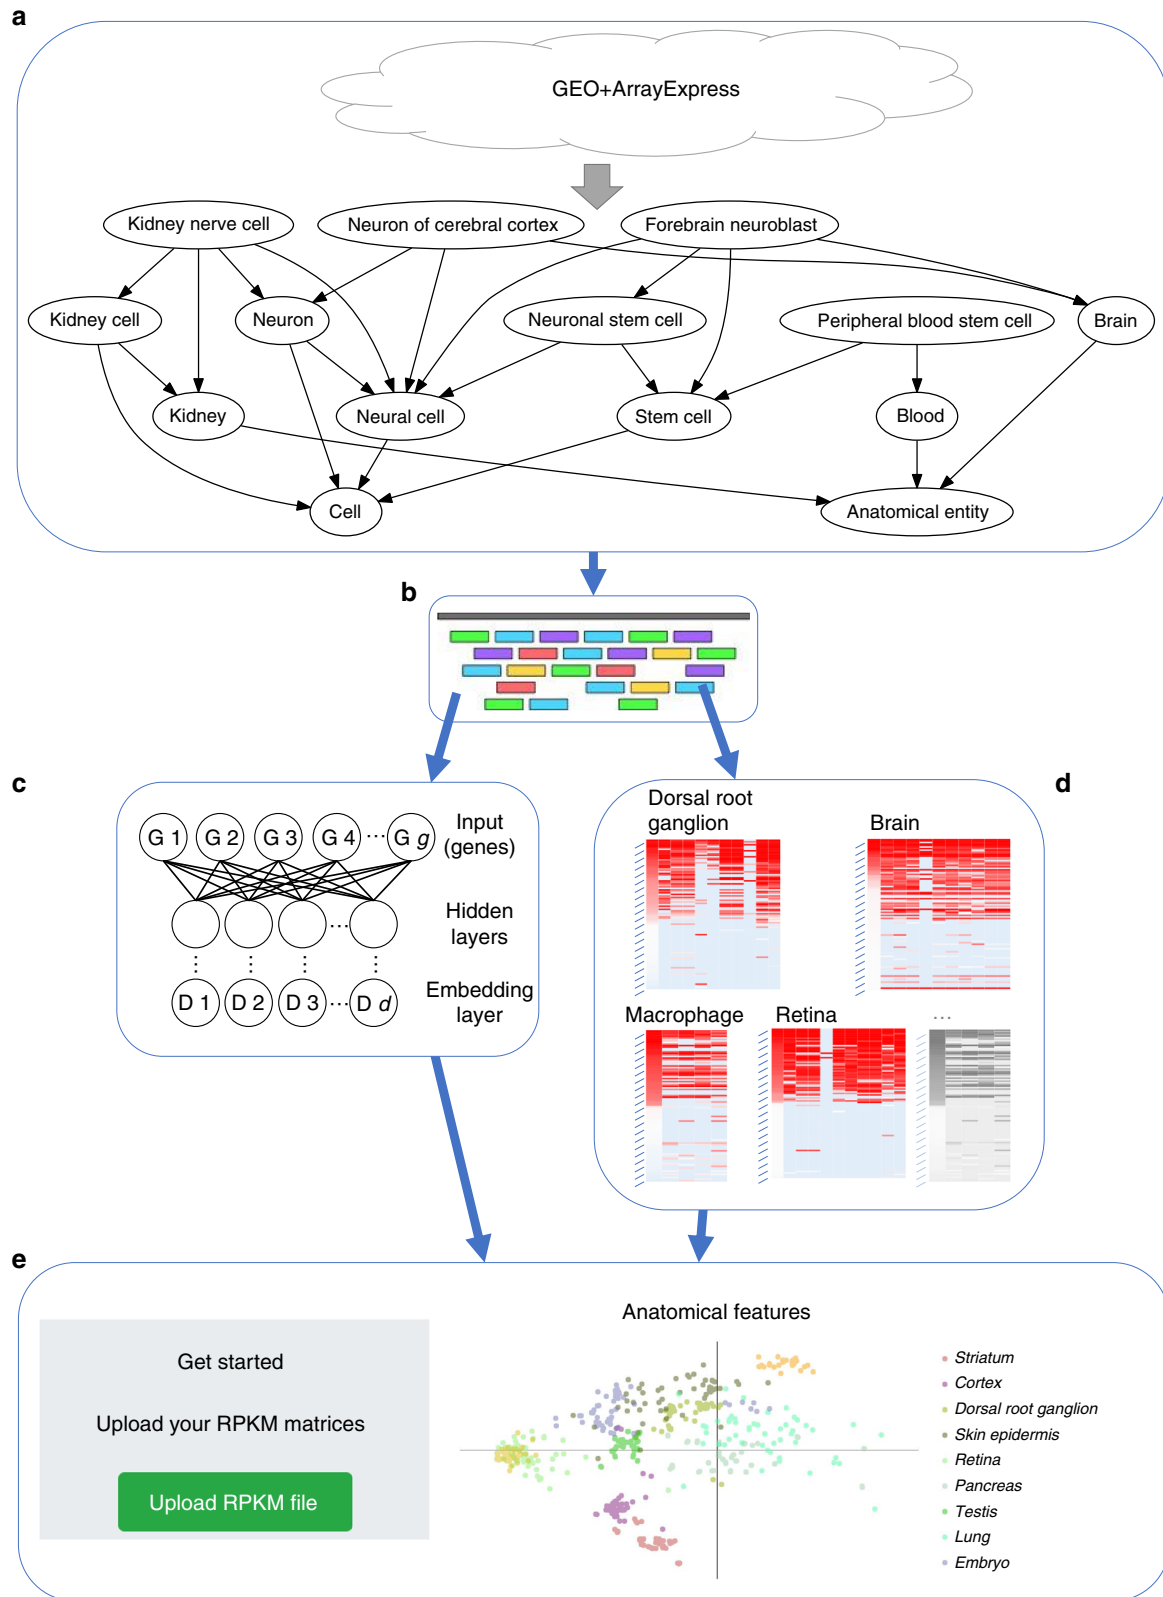 a
GEO+ArrayExpress
Kidney nerve cell
Neuron of cerebral cortex
Forebrain neuroblast
Kidney cell
Neuron
Neuronal stem cell
Peripheral blood stem cell
Brain
Kidney
Neural cell
Stem cell
Blood
Cell
Anatomical entity
b
c
G 1
G 2
G 3
G 4
...
G g
Input
(genes)
...
Hidden
layers
D 1
D 2
D 3
...
D d
Embedding
layer
d
Dorsal root
ganglion
Brain
Macrophage
Retina
...
e
Get started
Upload your RPKM matrices
Upload RPKM file
Anatomical features
Striatum
Cortex
Dorsal root ganglion
Skin epidermis
Retina
Pancreas
Testis
Lung
Embryo